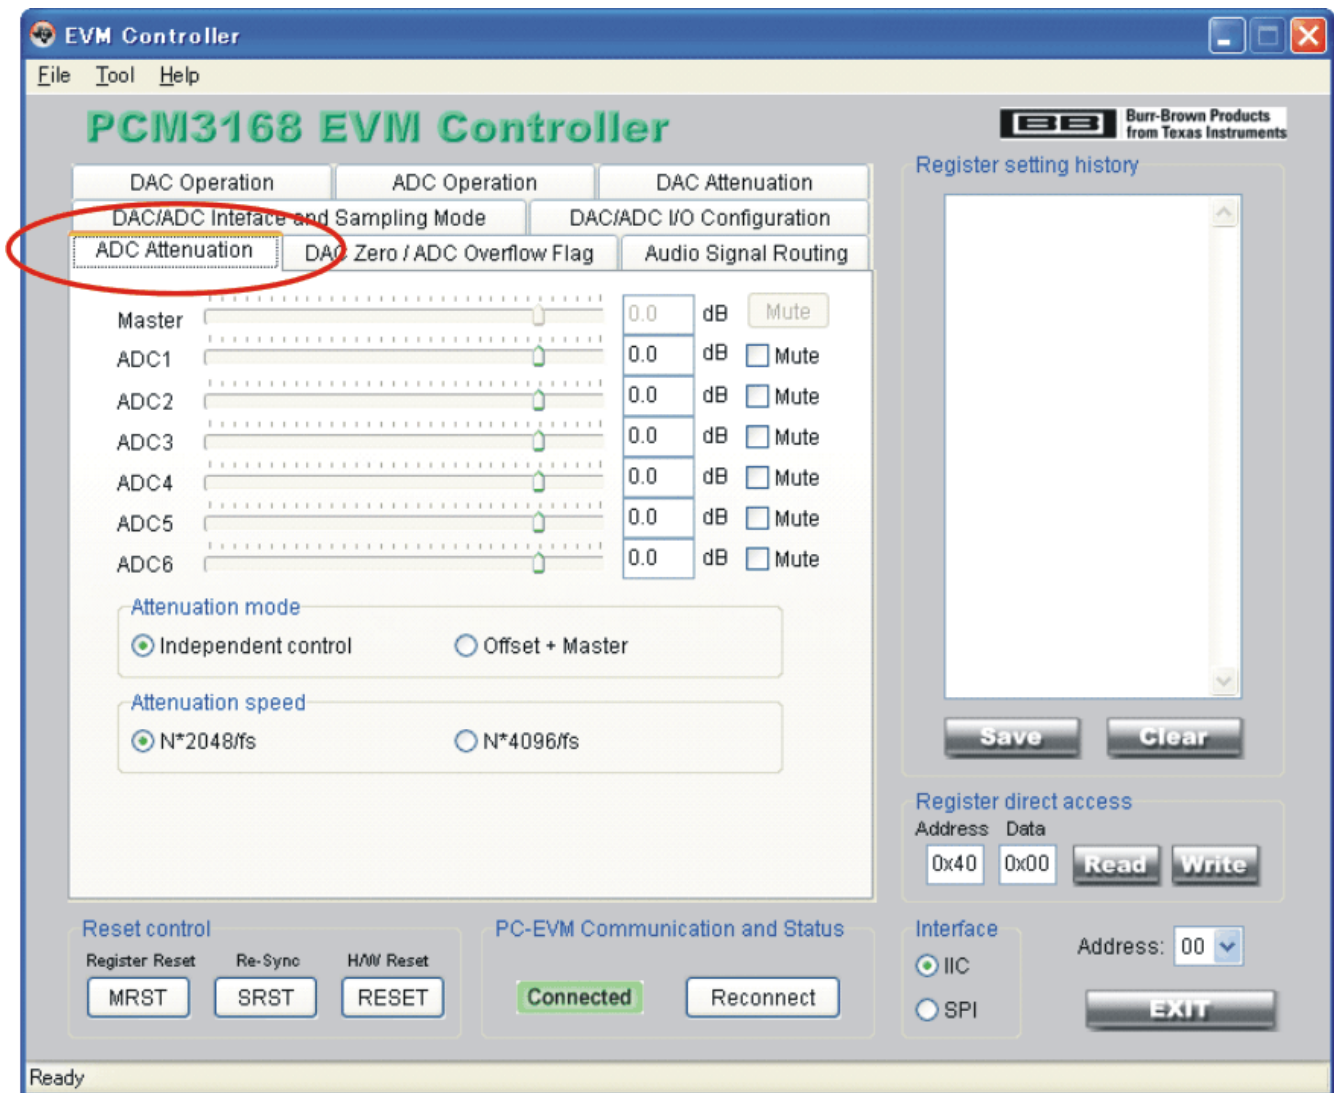 EVM Controller
File Tool Help
PCM3168 EVM Controller
BB Burr-Brown Products
from Texas Instruments
DAC Operation ADC Operation DAC Attenuation
DAC/ADC Inteface and Sampling Mode DAC/ADC I/O Configuration
ADC Attenuation DAC Zero / ADC Overflow Flag Audio Signal Routing
Master 0.0 dB Mute
ADC1 0.0 dB Mute
ADC2 0.0 dB Mute
ADC3 0.0 dB Mute
ADC4 0.0 dB Mute
ADC5 0.0 dB Mute
ADC6 0.0 dB Mute
Attenuation mode
Independent control Offset + Master
Attenuation speed
N*2048/fs N*4096/fs
Register setting history
Save Clear
Register direct access
Address Data
0x40 0x00 Read Write
Reset control
Register Reset Re-Sync H/W Reset
MRST SRST RESET
PC-EVM Communication and Status
Connected Reconnect
Interface
IIC
SPI
Address: 00
EXIT
Ready